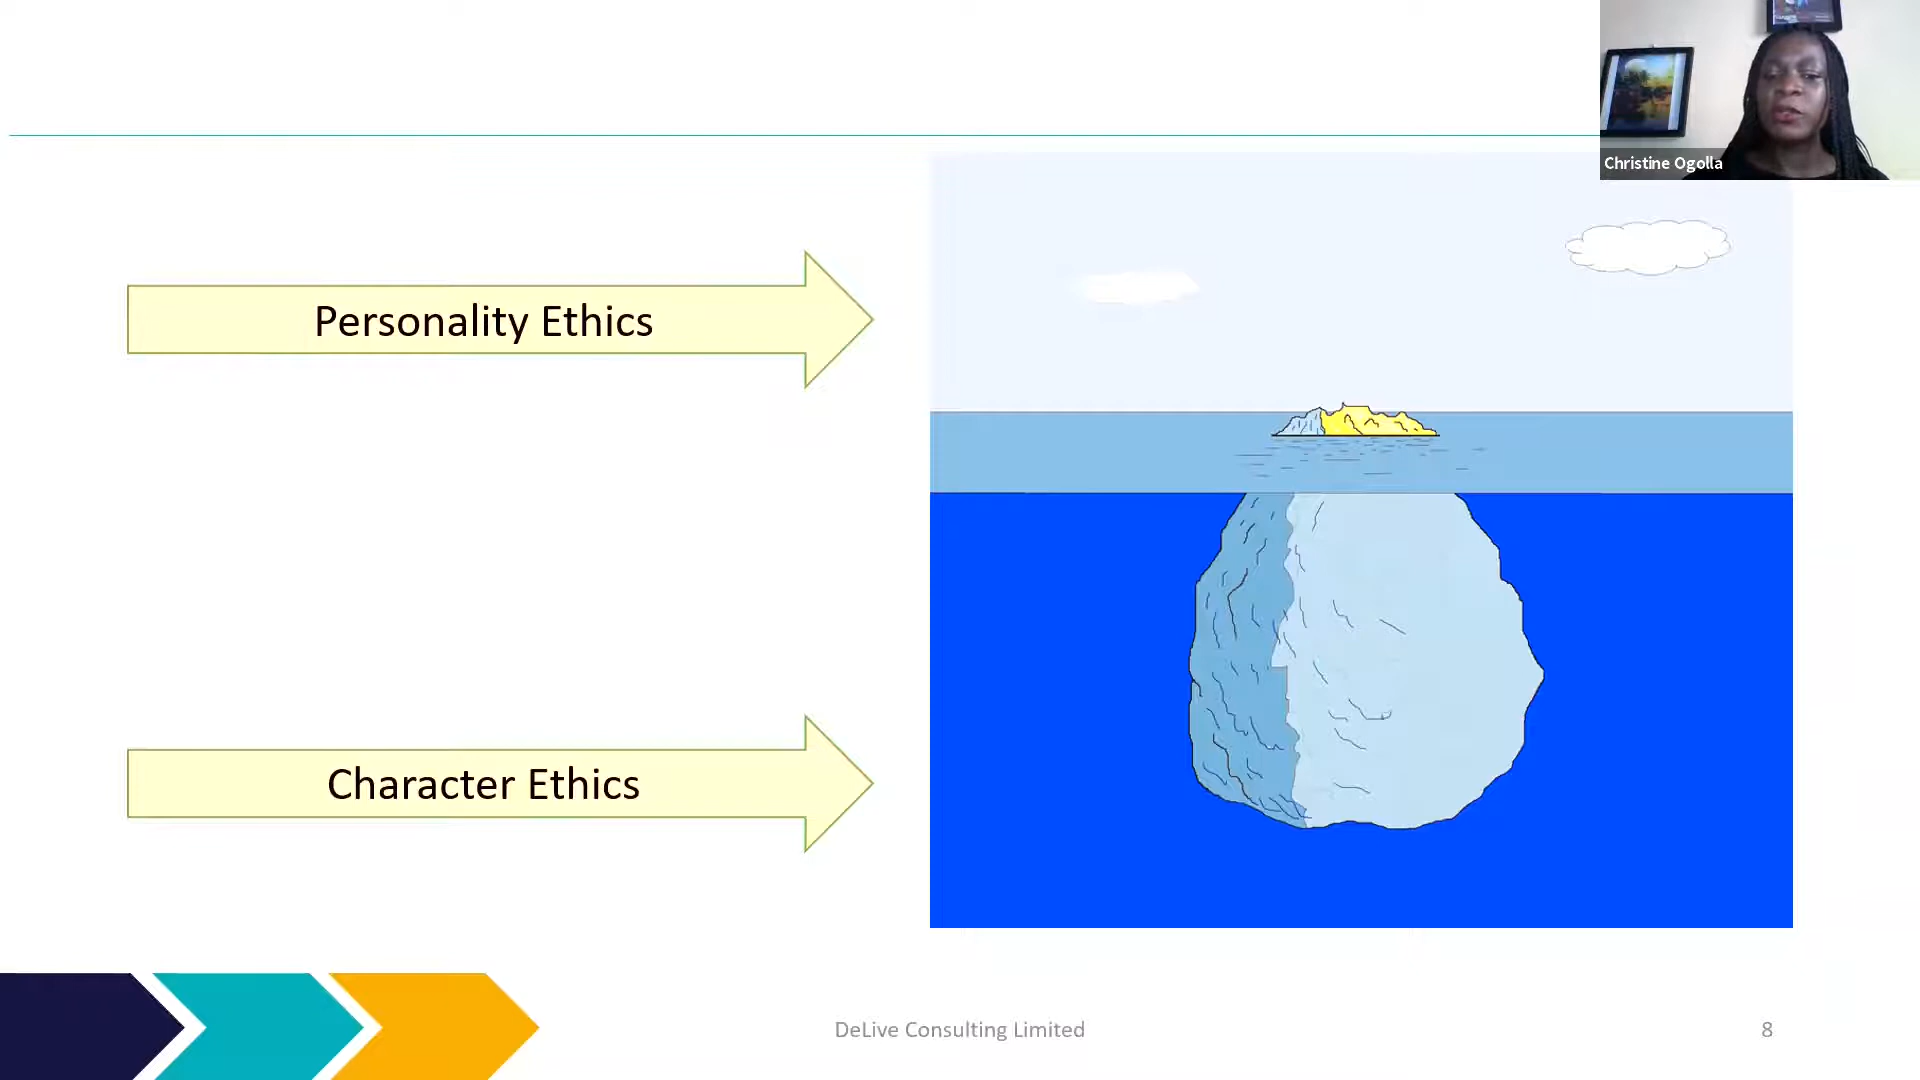 Christine Ogolla
Personality Ethics
Character Ethics
DeLive Consulting Limited
8